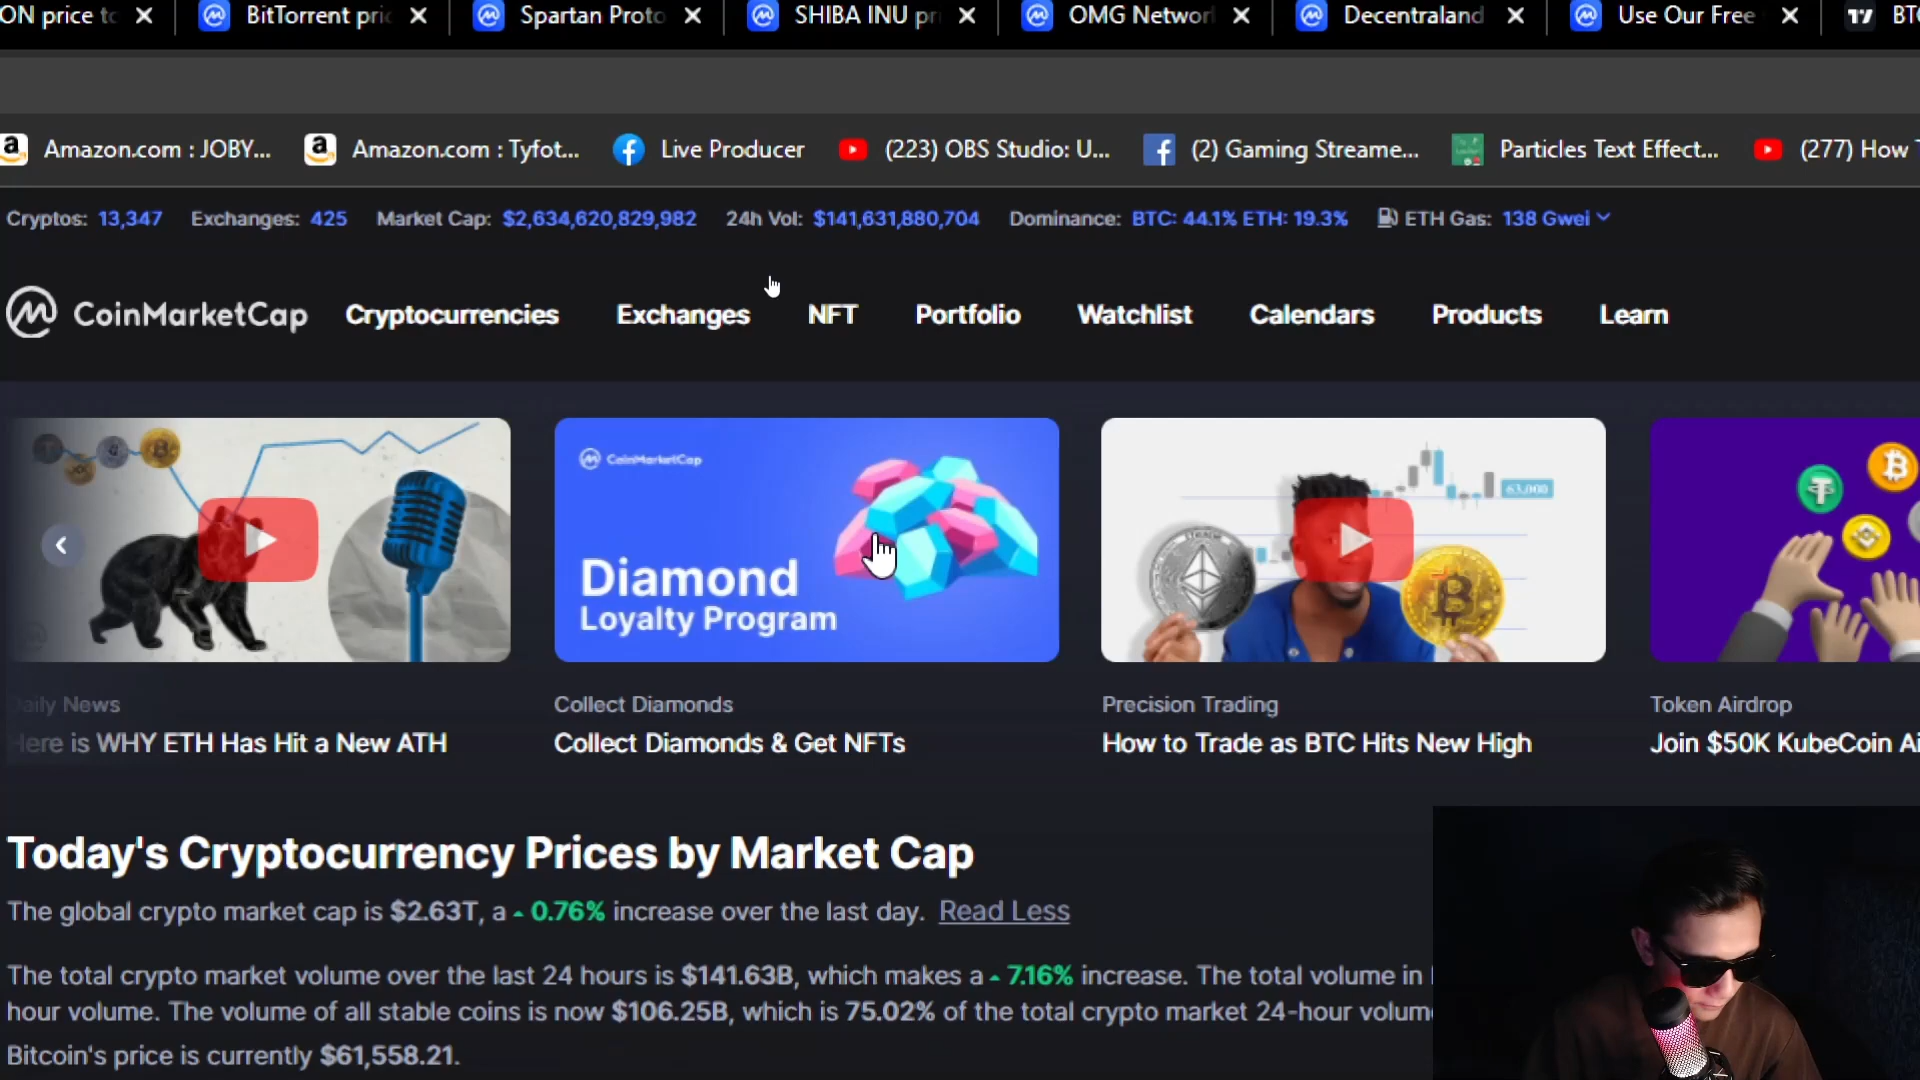 ON price to
BitTorrent pric
Spartan Proto
SHIBA INU pr
OMG Networ
Decentraland
Use Our Free
BT
Amazon.com : JOBY...
Amazon.com : Tyfot...
Live Producer
(223) OBS Studio: U...
(2) Gaming Streame...
Particles Text Effect...
(277) How
Cryptos: 13,347 Exchanges: 425 Market Cap: $2,634,620,829,982 24h Vol: $141,631,880,704 Dominance: BTC: 44.1% ETH: 19.3% ETH Gas: 138 Gwei
CoinMarketCap
Cryptocurrencies Exchanges NFT Portfolio Watchlist Calendars Products Learn
CoinMarketCap
Diamond
Loyalty Program
63,000
Daily News
Here is WHY ETH Has Hit a New ATH
Collect Diamonds
Collect Diamonds & Get NFTs
Precision Trading
How to Trade as BTC Hits New High
Token Airdrop
Join $50K KubeCoin Ai
Today's Cryptocurrency Prices by Market Cap
The global crypto market cap is $2.63T, a 0.76% increase over the last day. Read Less
The total crypto market volume over the last 24 hours is $141.63B, which makes a 7.16% increase. The total volume in
hour volume. The volume of all stable coins is now $106.25B, which is 75.02% of the total crypto market 24-hour volum
Bitcoin's price is currently $61,558.21.